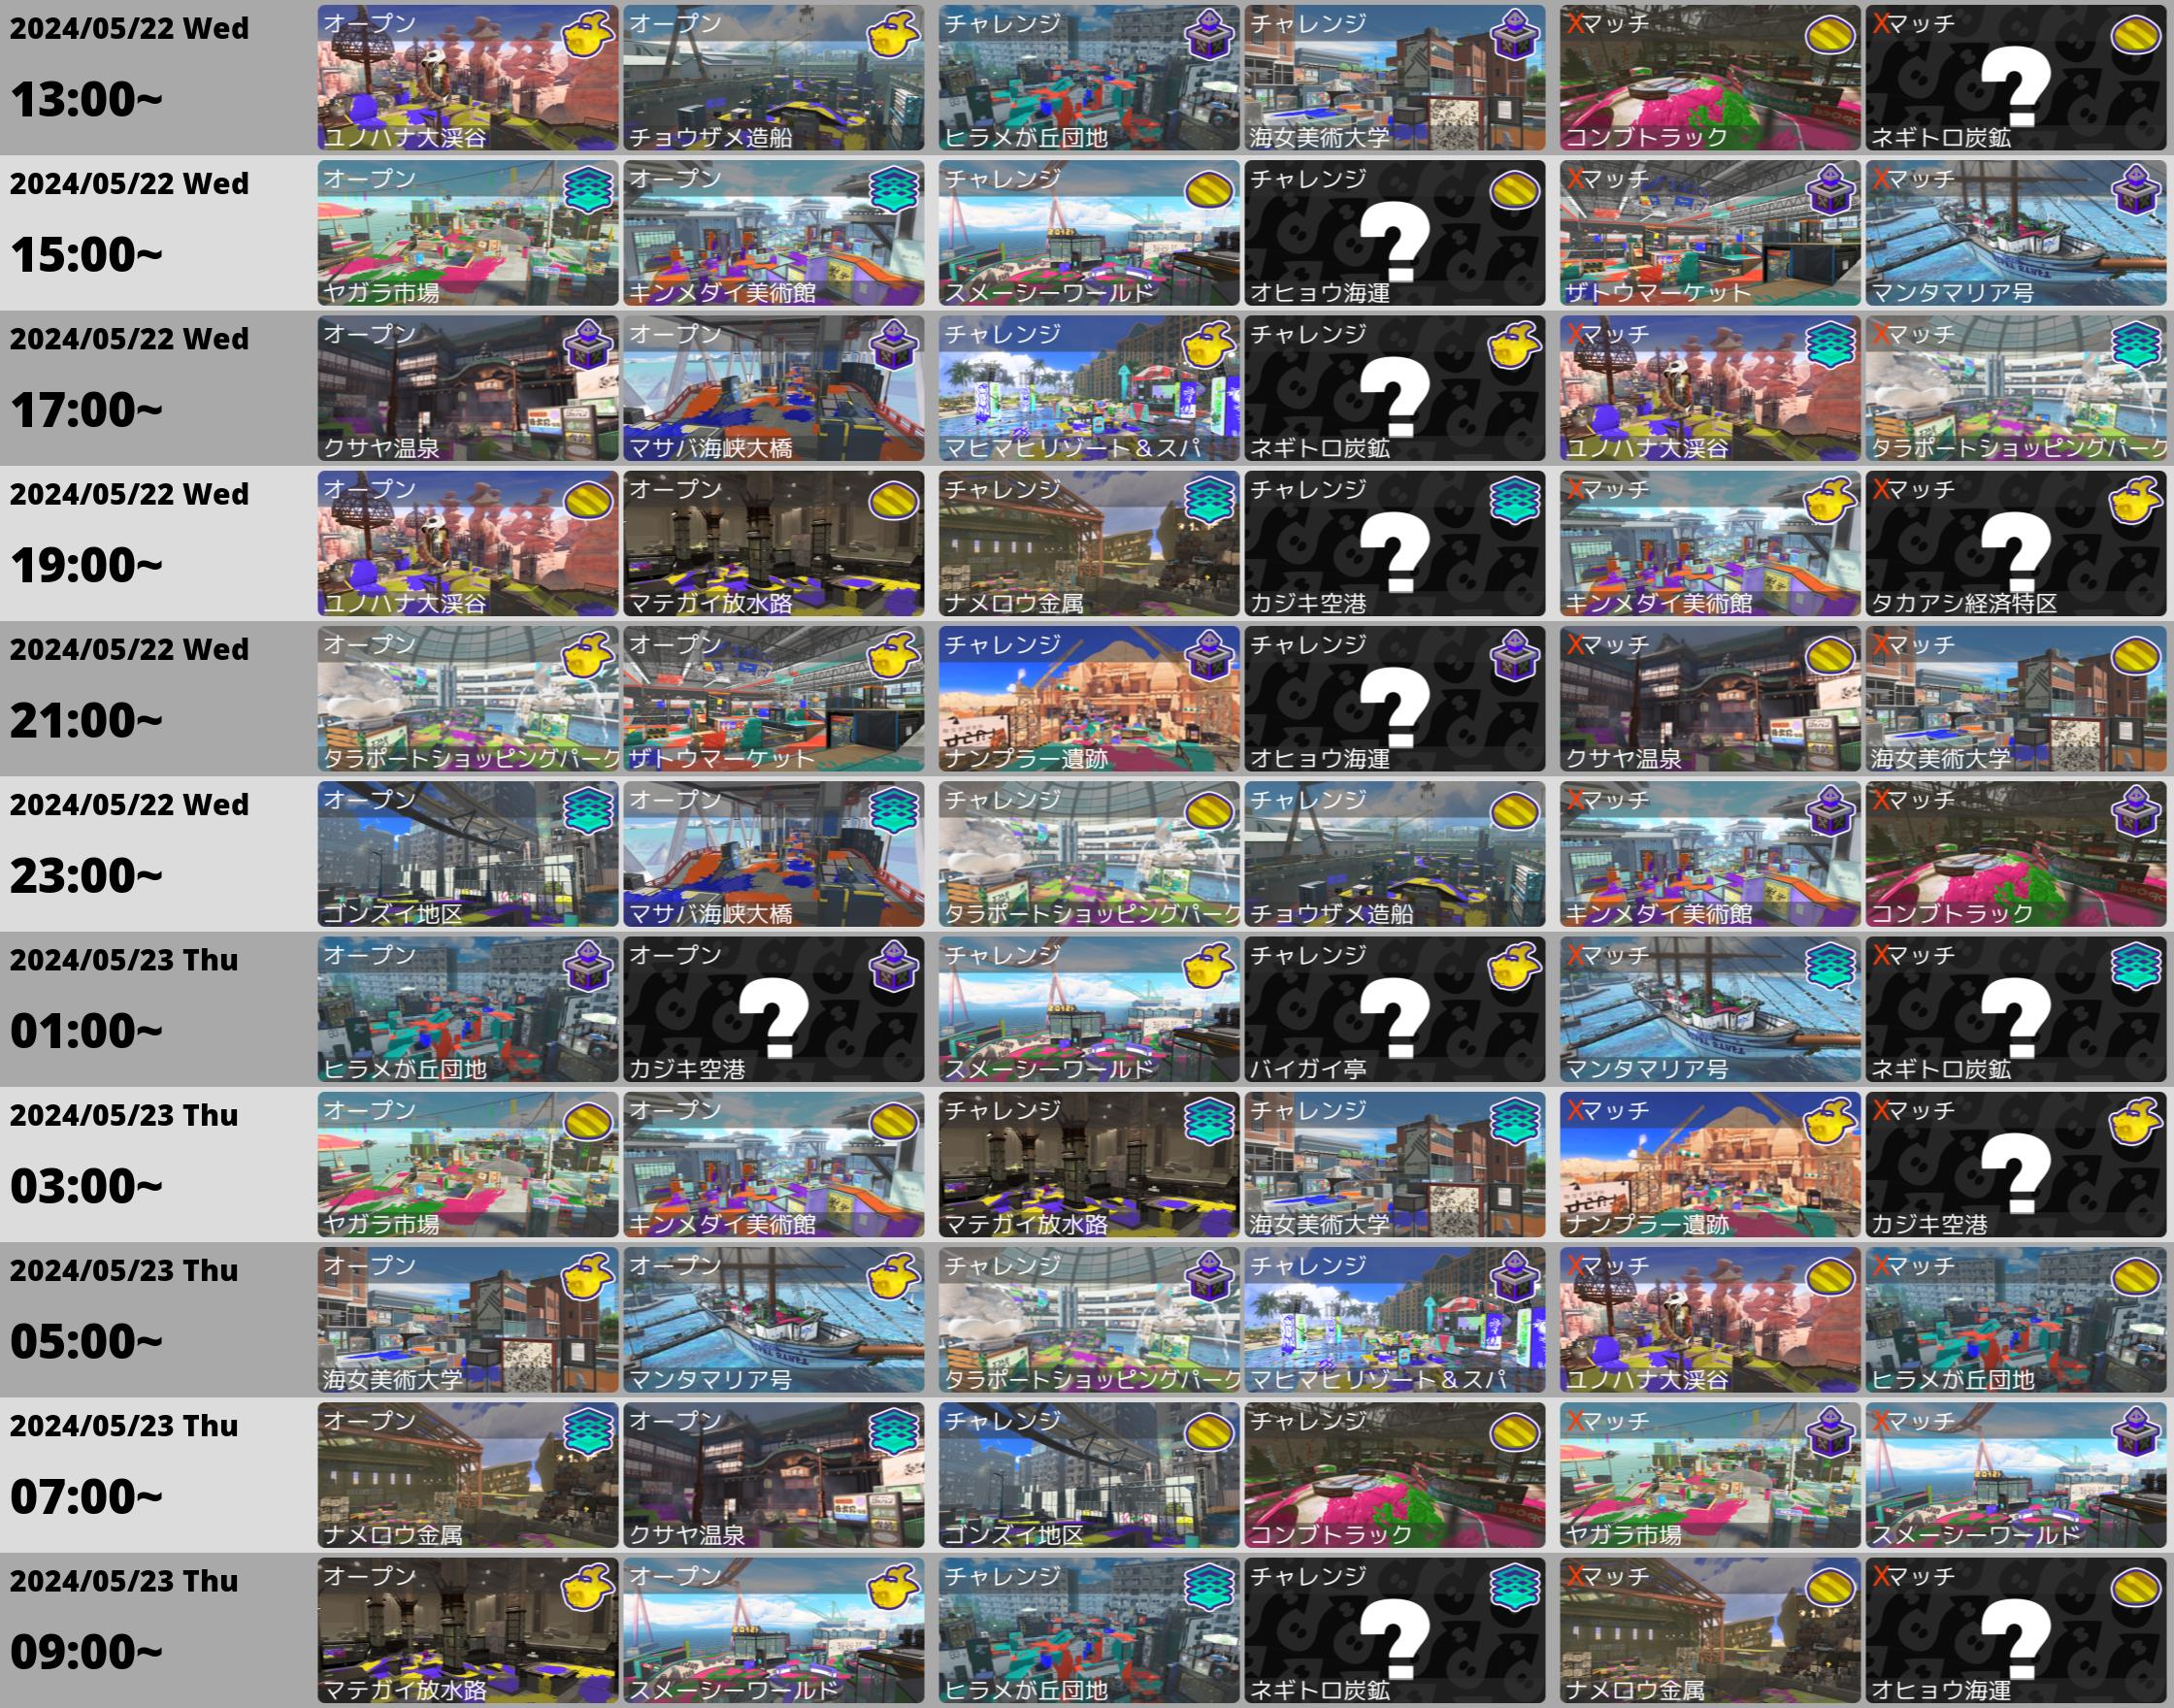 2024/05/22 Wed
13:00~
オープン オープン チャレンジ チャレンジ Xマッチ Xマッチ
ユノハナ大渓谷 チョウザメ造船 ヒラメが丘団地 海女美術大学 コンブトラック ネギトロ炭鉱
2024/05/22 Wed
15:00~
オープン オープン チャレンジ チャレンジ Xマッチ Xマッチ
ヤガラ市場 キンメダイ美術館 スメーシーワールド オヒョウ海運 ザトウマーケット マンタマリア号
2024/05/22 Wed
17:00~
オープン オープン チャレンジ チャレンジ Xマッチ Xマッチ
クサヤ温泉 マサバ海峡大橋 マヒマヒリゾート&スパ ネギトロ炭鉱 ユノハナ大渓谷 タラポートショッピングパーク
2024/05/22 Wed
19:00~
オープン オープン チャレンジ チャレンジ Xマッチ Xマッチ
ユノハナ大渓谷 マテガイ放水路 ナメロウ金属 カジキ空港 キンメダイ美術館 タカアシ経済特区
2024/05/22 Wed
21:00~
オープン オープン チャレンジ チャレンジ Xマッチ Xマッチ
タラポートショッピングパーク ザトウマーケット ナンプラー遺跡 オヒョウ海運 クサヤ温泉 海女美術大学
2024/05/22 Wed
23:00~
オープン オープン チャレンジ チャレンジ Xマッチ Xマッチ
ゴンズイ地区 マサバ海峡大橋 タラポートショッピングパーク チョウザメ造船 キンメダイ美術館 コンブトラック
2024/05/23 Thu
01:00~
オープン オープン チャレンジ チャレンジ Xマッチ Xマッチ
ヒラメが丘団地 カジキ空港 スメーシーワールド バイガイ亭 マンタマリア号 ネギトロ炭鉱
2024/05/23 Thu
03:00~
オープン オープン チャレンジ チャレンジ Xマッチ Xマッチ
ヤガラ市場 キンメダイ美術館 マテガイ放水路 海女美術大学 ナンプラー遺跡 カジキ空港
2024/05/23 Thu
05:00~
オープン オープン チャレンジ チャレンジ Xマッチ Xマッチ
海女美術大学 マンタマリア号 タラポートショッピングパーク マヒマヒリゾート&スパ ユノハナ大渓谷 ヒラメが丘団地
2024/05/23 Thu
07:00~
オープン オープン チャレンジ チャレンジ Xマッチ Xマッチ
ナメロウ金属 クサヤ温泉 ゴンズイ地区 コンブトラック ヤガラ市場 スメーシーワールド
2024/05/23 Thu
09:00~
オープン オープン チャレンジ チャレンジ Xマッチ Xマッチ
マテガイ放水路 スメーシーワールド ヒラメが丘団地 ネギトロ炭鉱 ナメロウ金属 オヒョウ海運